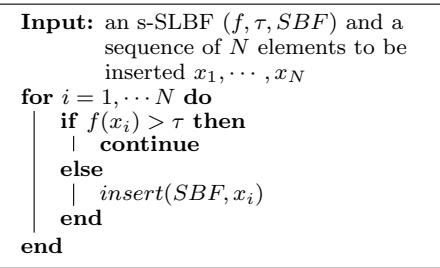 Input: an s-SLBF (f, τ, SBF) and a
sequence of N elements to be
inserted x₁, ⋯ , x_N
for i = 1, ⋯ N do
if f(xᵢ) > τ then
continue
else
insert(SBF, xᵢ)
end
end